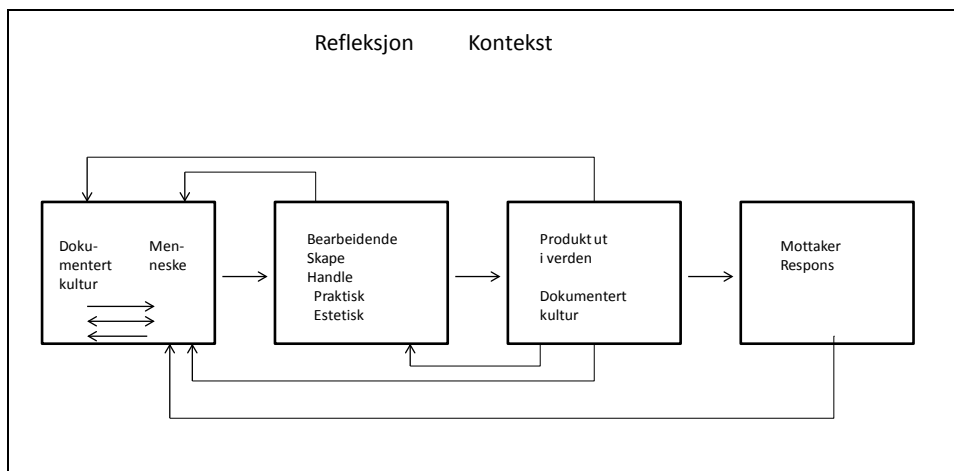 Refleksjon Kontekst
Doku-
mentert
kultur
Men-
neske
Bearbeidende
Skape
Handle
Praktisk
Estetisk
Produkt ut
i verden
Dokumentert
kultur
Mottaker
Respons